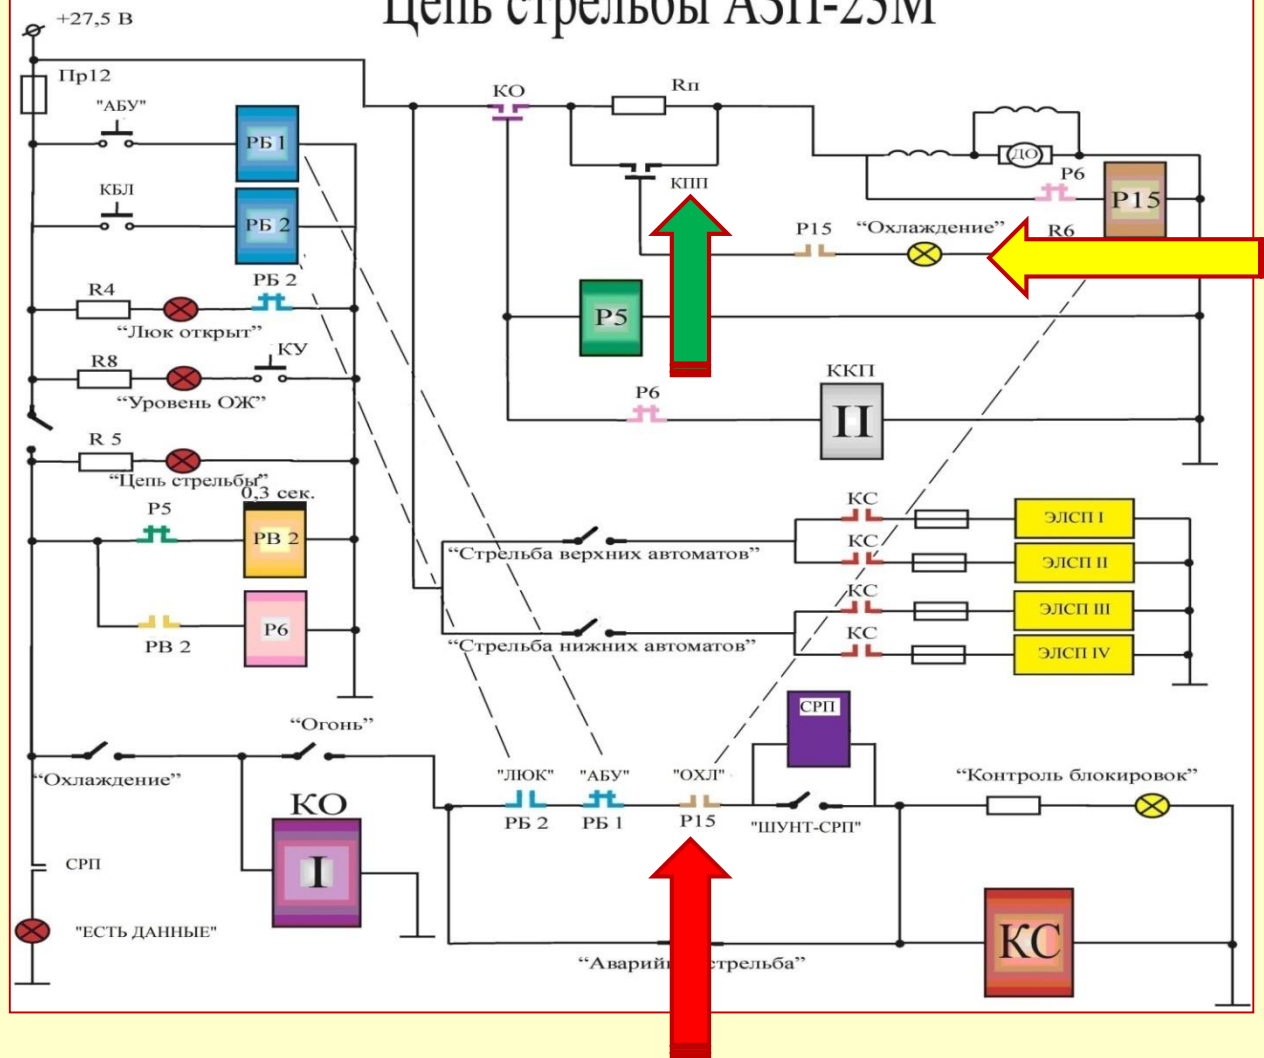 Цепь стрельбы АЗП-23М
+27,5 В
Пр12
"АБУ"
РБ 1
КБЛ
РБ 2
РБ 2
R4
“Люк открыт”
R8
КУ
“Уровень ОЖ”
R 5
“Цепь стрельбы”
0,3 сек.
Р5
РВ 2
РВ 2
Р6
КО
Rп
КПП
ДО
Р6
Р15
Р15
“Охлаждение”
R6
Р5
Р6
ККП
II
“Стрельба верхних автоматов”
КС
ЭЛСП I
КС
ЭЛСП II
“Стрельба нижних автоматов”
КС
ЭЛСП III
КС
ЭЛСП IV
“Охлаждение”
“Огонь”
КО
I
СРП
"ЕСТЬ ДАННЫЕ"
"ЛЮК"
РБ 2
"АБУ"
РБ 1
"ОХЛ"
Р15
СРП
"ШУНТ-СРП"
“Контроль блокировок”
КС
“Аварий стрельба”